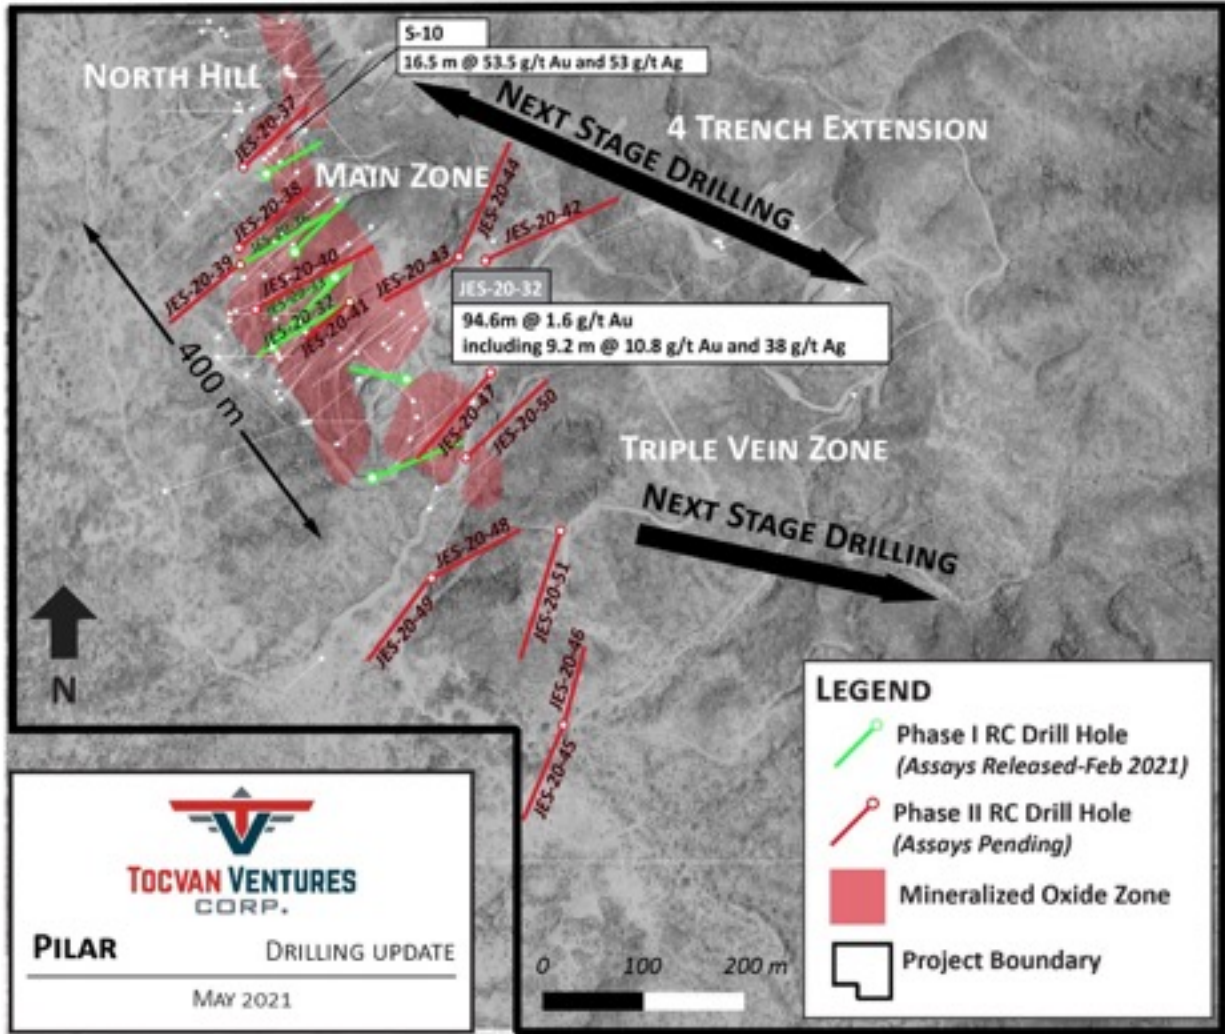 S-10
16.5 m @ 53.5 g/t Au and 53 g/t Ag
NORTH HILL
NEXT STAGE DRILLING
4 TRENCH EXTENSION
JES-20-37
MAIN ZONE
JES-20-44
JES-20-38
JES-20-42
JES-20-39
JES-20-40
JES-20-43
JES-20-32
JES-20-41
JES-20-32
94.6m @ 1.6 g/t Au
including 9.2 m @ 10.8 g/t Au and 38 g/t Ag
400 m
JES-20-47
JES-20-50
TRIPLE VEIN ZONE
NEXT STAGE DRILLING
JES-20-48
JES-20-51
JES-20-49
JES-20-46
JES-20-45
N
LEGEND
Phase I RC Drill Hole
(Assays Released-Feb 2021)
Phase II RC Drill Hole
(Assays Pending)
Mineralized Oxide Zone
Project Boundary
TOCVAN VENTURES
CORP.
PILAR DRILLING UPDATE
MAY 2021
0 100 200 m